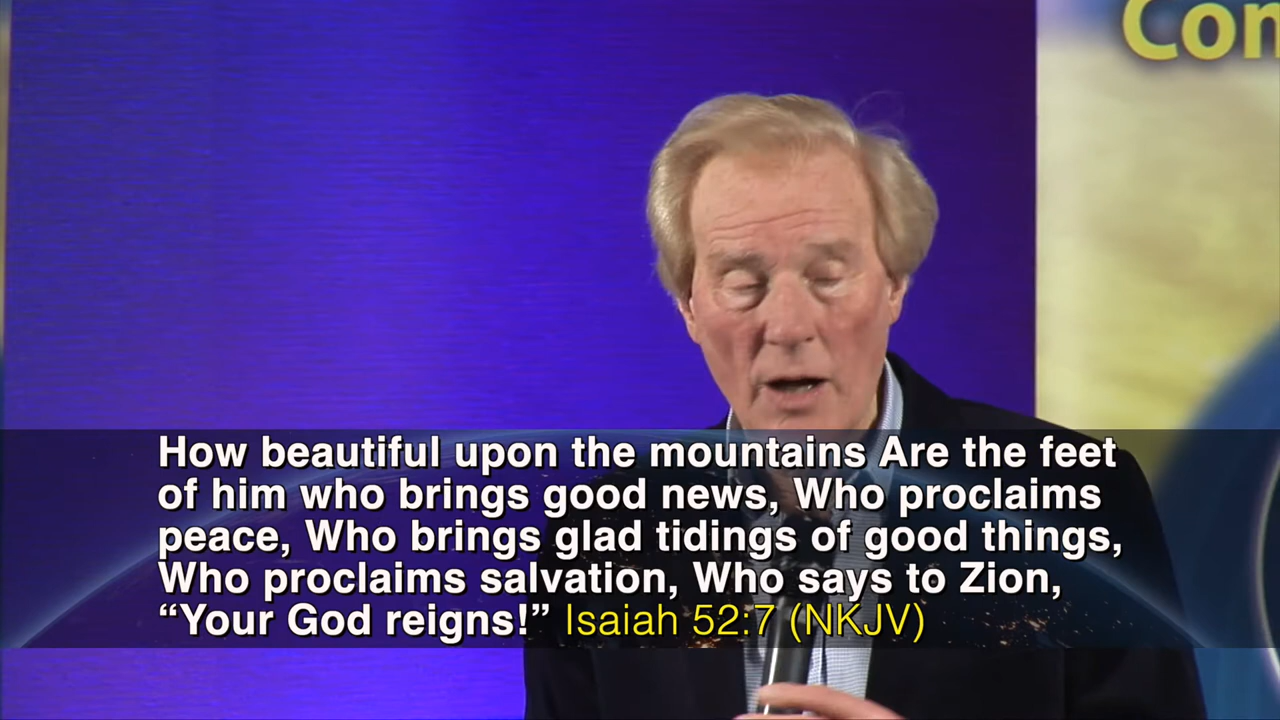 Con
How beautiful upon the mountains Are the feet
of him who brings good news, Who proclaims
peace, Who brings glad tidings of good things,
Who proclaims salvation, Who says to Zion,
“Your God reigns!” Isaiah 52:7 (NKJV)